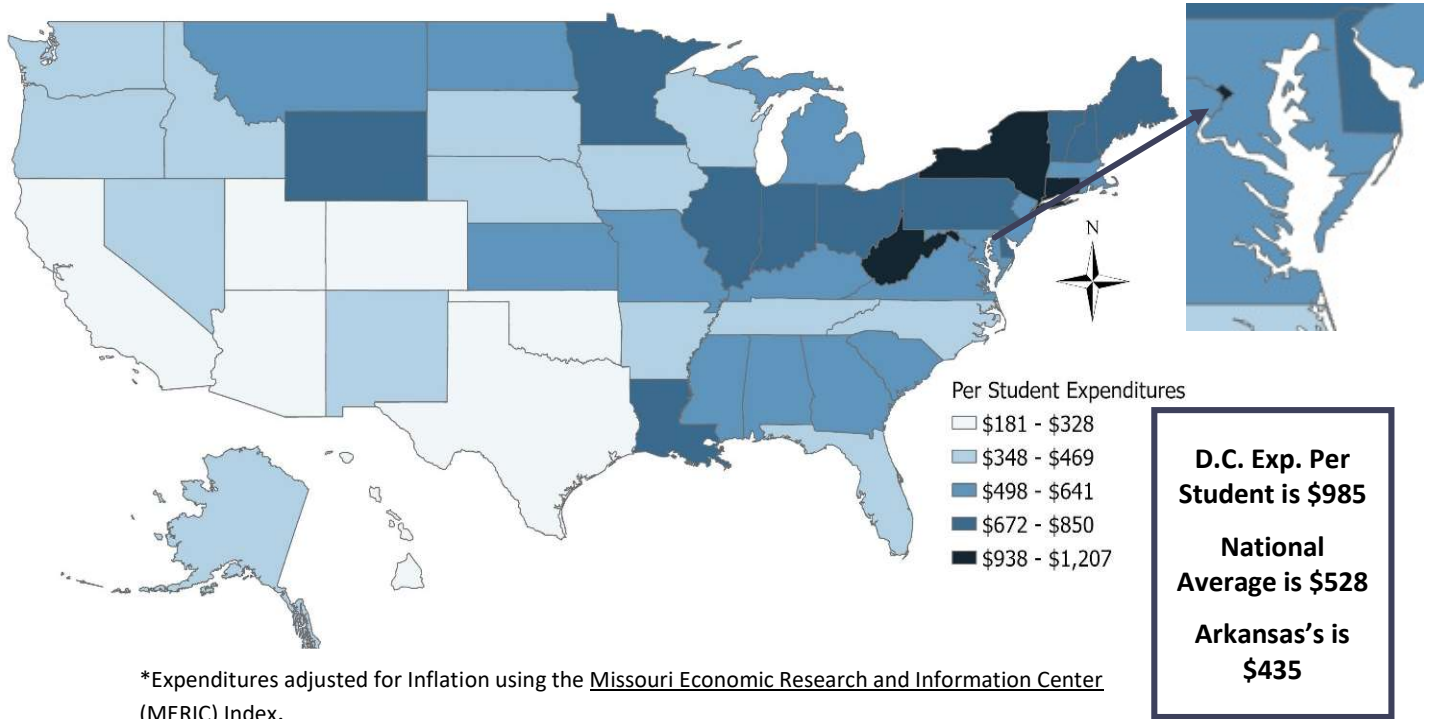 N
Per Student Expenditures
$181 - $328
$348 - $469
$498 - $641
$672 - $850
$938 - $1,207
D.C. Exp. Per
Student is $985
National
Average is $528
Arkansas’s is
$435
*Expenditures adjusted for Inflation using the Missouri Economic Research and Information Center
(MERIC) Index.